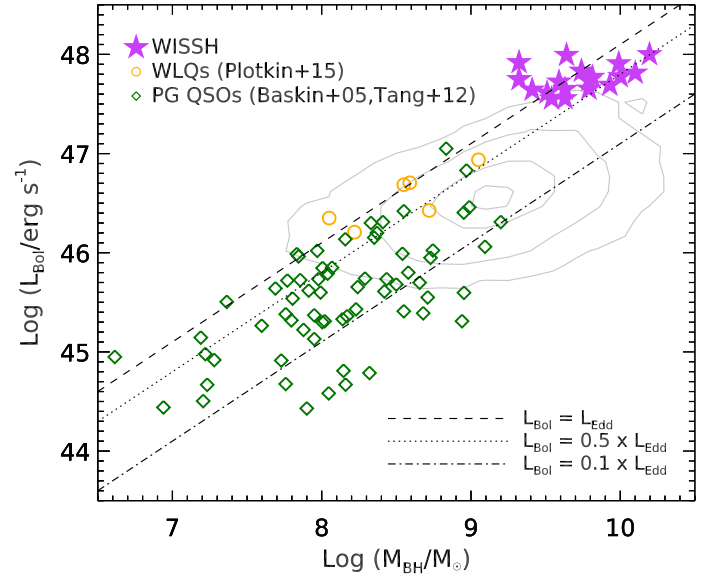 WISSH
WLQs (Plotkin+15)
PG QSOs (Baskin+05,Tang+12)
48
47
46
45
44
Log (L_Bol/erg s^-1)
L_Bol = L_Edd
L_Bol = 0.5 x L_Edd
L_Bol = 0.1 x L_Edd
7 8 9 10
Log (M_BH/M_☉)